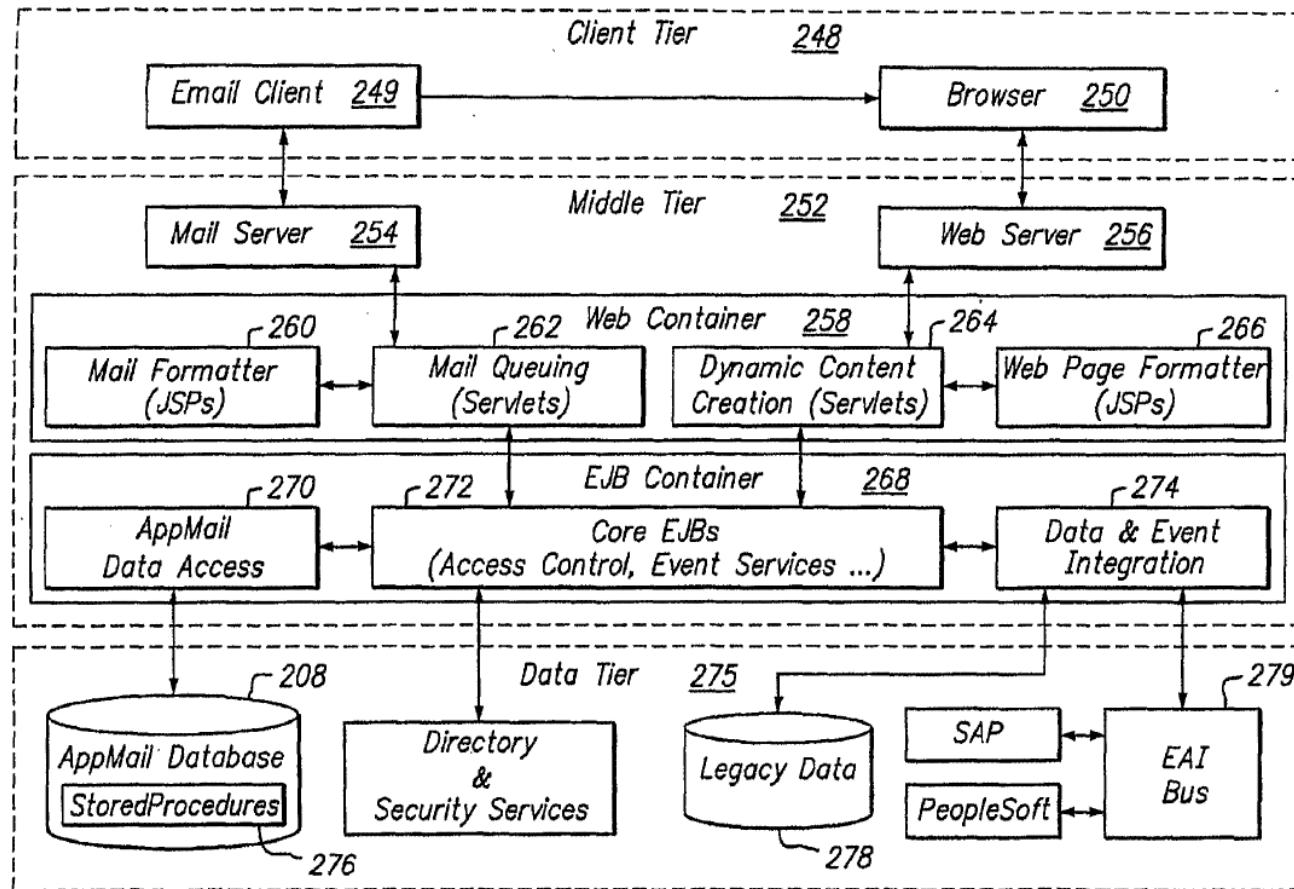 Client Tier 248
Email Client 249
Browser 250
Middle Tier 252
Mail Server 254
Web Server 256
Web Container 258
260
262
264
266
Mail Formatter
(JSPs)
Mail Queuing
(Servlets)
Dynamic Content
Creation (Servlets)
Web Page Formatter
(JSPs)
EJB Container 268
270
272
274
AppMail
Data Access
Core EJBs
(Access Control, Event Services ...)
Data & Event
Integration
Data Tier 275
208
279
AppMail Database
StoredProcedures
276
Directory
&
Security Services
Legacy Data
278
SAP
PeopleSoft
EAI
Bus